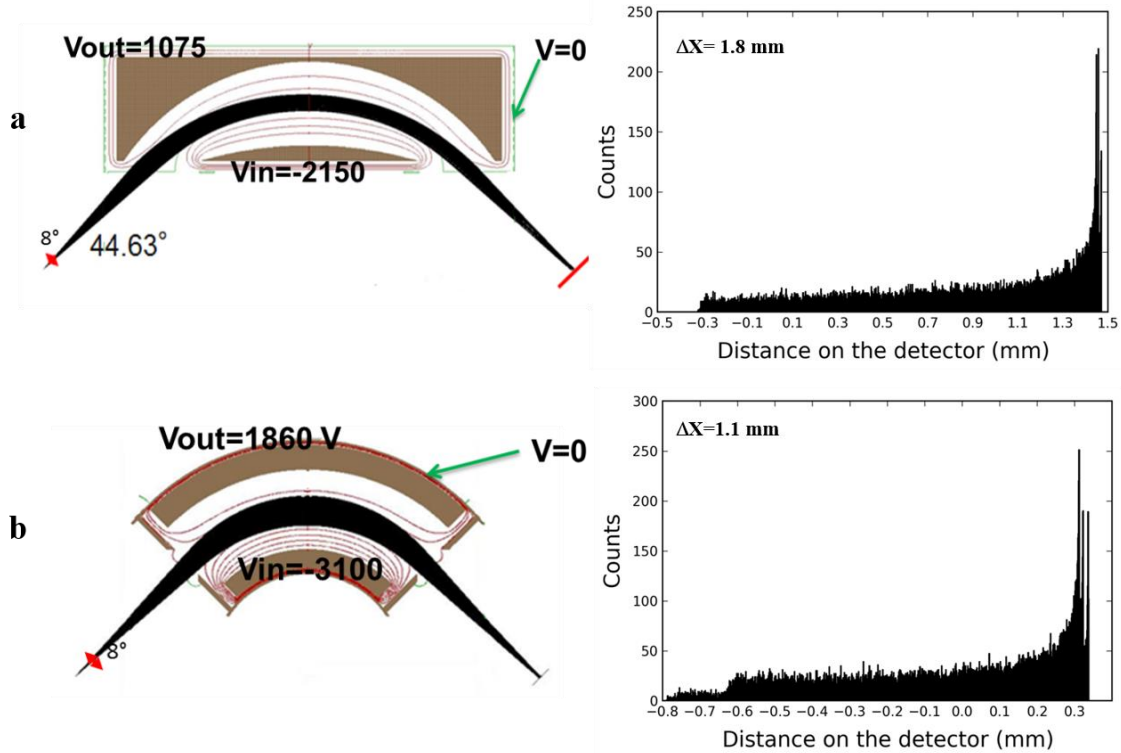 a
Vout=1075
V=0
Vin=-2150
8°
44.63°
ΔX= 1.8 mm
250
200
150
100
50
0
Counts
−0.5 −0.3 −0.1 0.1 0.3 0.5 0.7 0.9 1.1 1.3 1.5
Distance on the detector (mm)
b
Vout=1860 V
V=0
Vin=-3100
8°
ΔX=1.1 mm
300
250
200
150
100
50
0
Counts
−0.8 −0.7 −0.6 −0.5 −0.4 −0.3 −0.2 −0.1 0.0 0.1 0.2 0.3
Distance on the detector (mm)